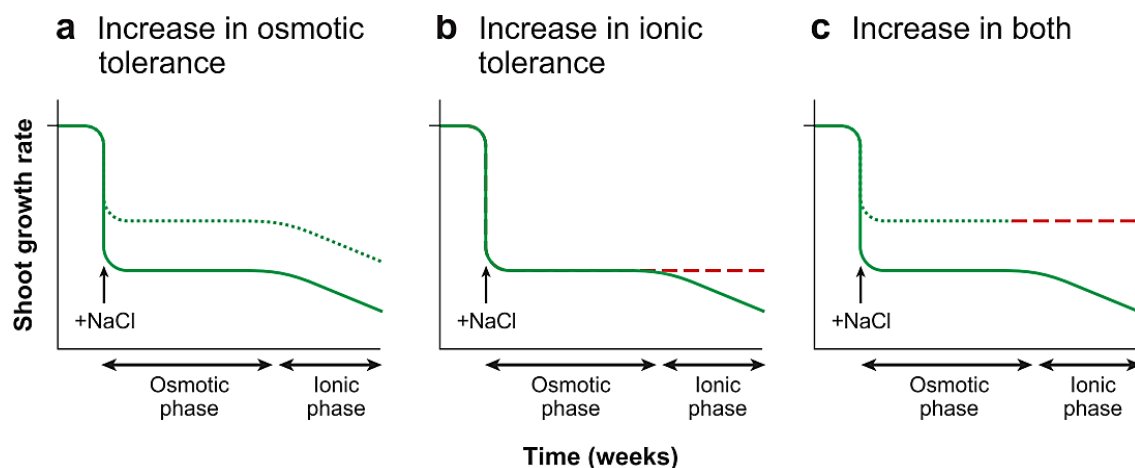 a Increase in osmotic
tolerance
b Increase in ionic
tolerance
c Increase in both
Shoot growth rate
+NaCl
+NaCl
+NaCl
Osmotic
phase
Ionic
phase
Osmotic
phase
Ionic
phase
Osmotic
phase
Ionic
phase
Time (weeks)